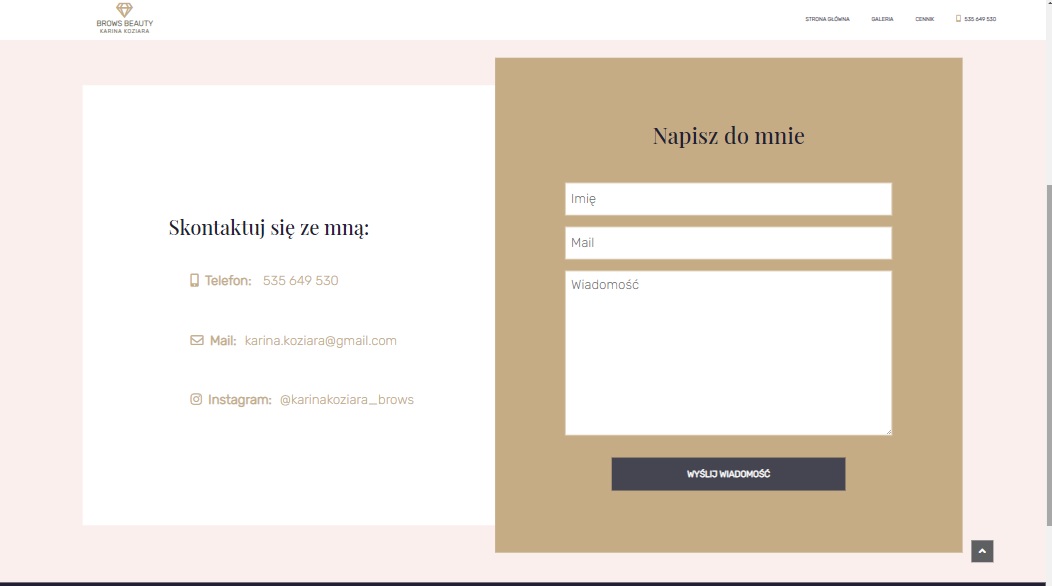 BROWS BEAUTY
KARINA KOZIARA
STRONA GŁÓWNA GALERIA CENNIK 535 649 530
Skontaktuj się ze mną:
Telefon: 535 649 530
Mail: karina.koziara@gmail.com
Instagram: @karinakoziara_brows
Napisz do mnie
Imię
Mail
Wiadomość
WYŚLIJ WIADOMOŚĆ